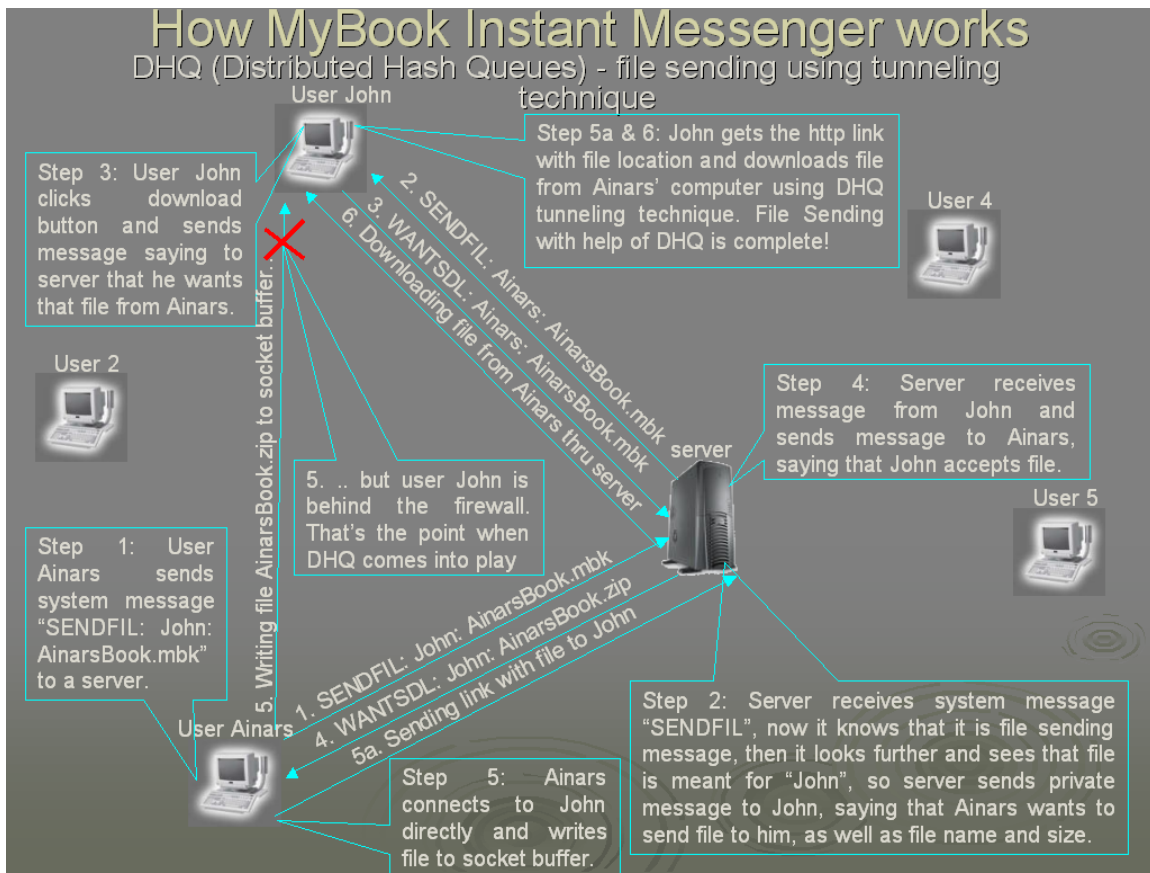 How MyBook Instant Messenger works
DHQ (Distributed Hash Queues) - file sending using tunneling
technique
User John
Step 5a & 6: John gets the http link
with file location and downloads file
from Ainars' computer using DHQ
tunneling technique. File Sending
with help of DHQ is complete!
Step 3: User John
clicks download
button and sends
message saying to
server that he wants
that file from Ainars.
User 4
2. SENDFIL: Ainars: AinarsBook.mbk
3. WANTSDL: Ainars: AinarsBook.mbk
6. Downloading file from Ainars thru server
5. Writing file AinarsBook.zip to socket buffer..
User 2
Step 4: Server receives
message from John and
sends message to Ainars,
saying that John accepts file.
server
5. .. but user John is
behind the firewall.
That's the point when
DHQ comes into play
User 5
Step 1: User
Ainars sends
system message
“SENDFIL: John:
AinarsBook.mbk”
to a server.
1. SENDFIL: John: AinarsBook.mbk
4. WANTSDL: John: AinarsBook.zip
5a. Sending link with file to John
User Ainars
Step 2: Server receives system message
“SENDFIL”, now it knows that it is file sending
message, then it looks further and sees that file
is meant for “John”, so server sends private
message to John, saying that Ainars wants to
send file to him, as well as file name and size.
Step 5: Ainars
connects to John
directly and writes
file to socket buffer.